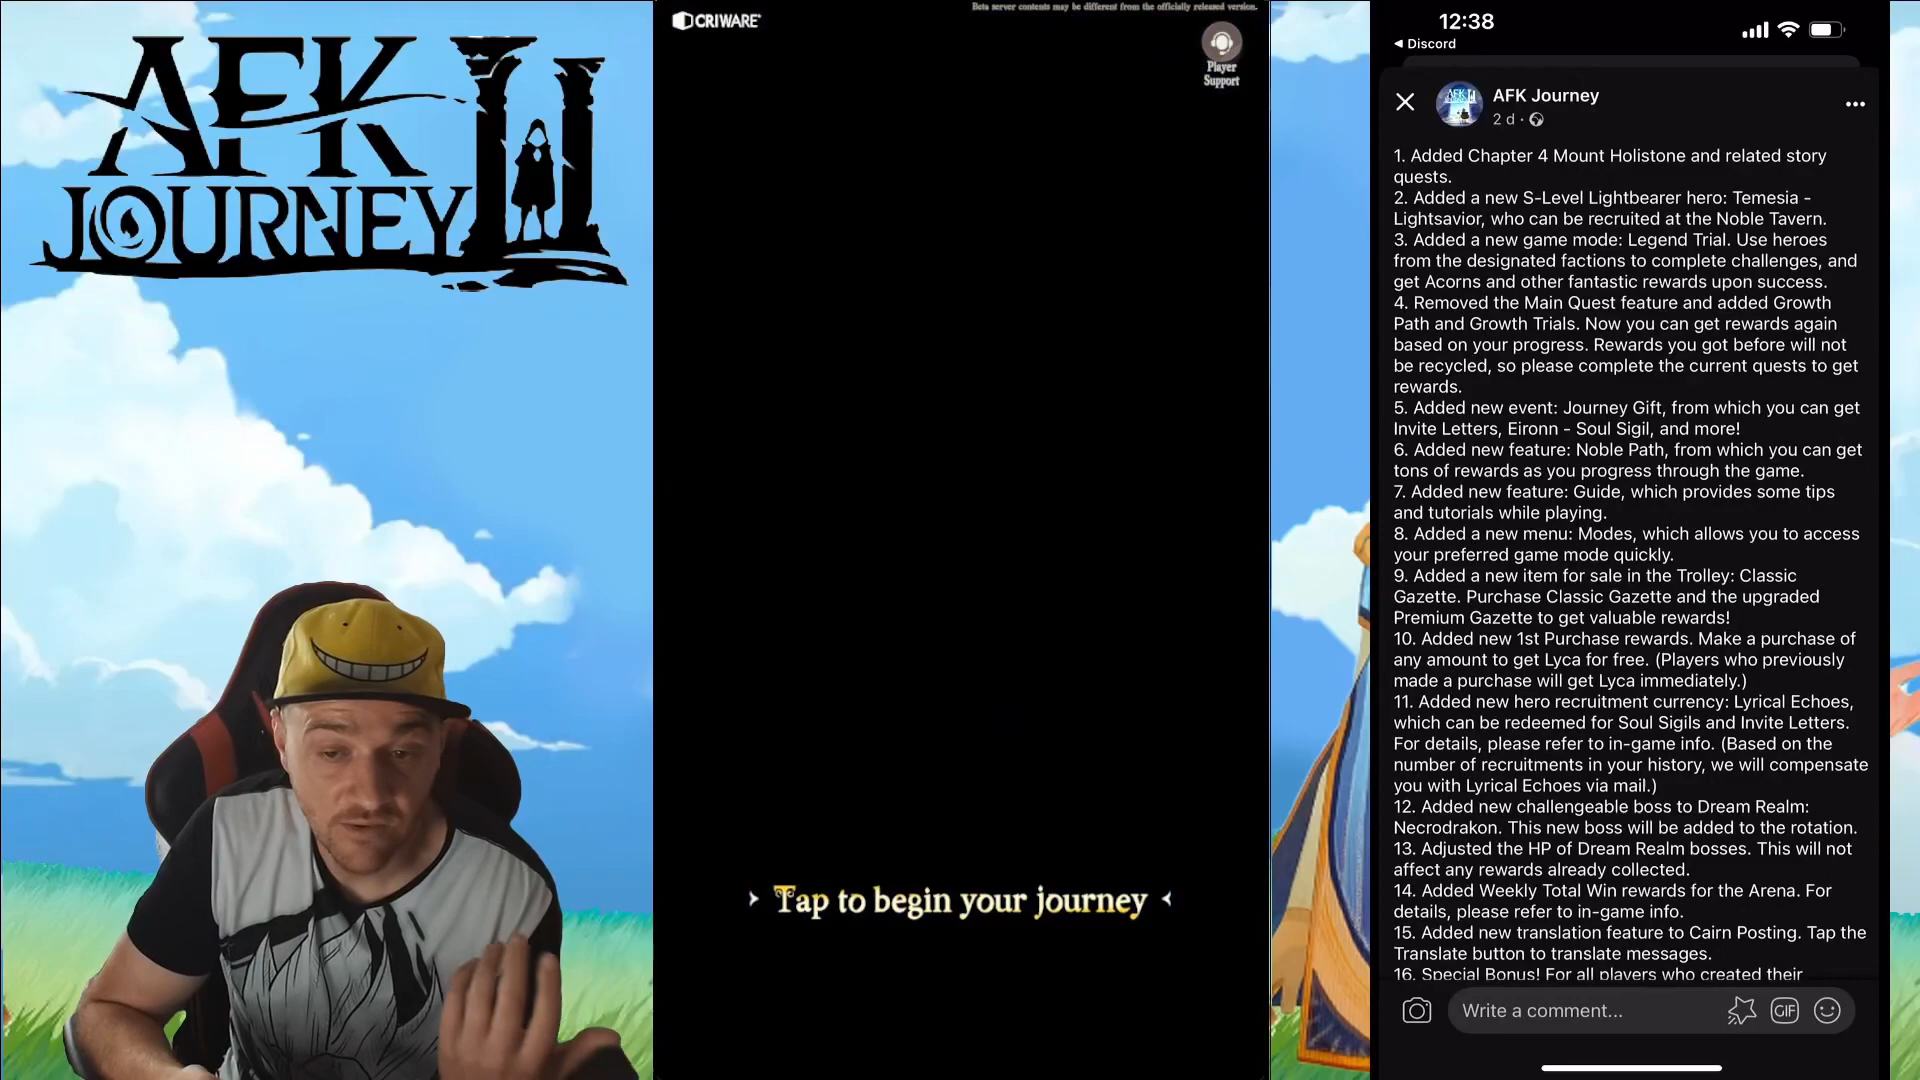 AFK
JOURNEY
CRIWARE
Beta server contents may be different from the officially released version.
Player
Support
Tap to begin your journey
12:38
Discord
AFK Journey
2 d ·
1. Added Chapter 4 Mount Holistone and related story
quests.
2. Added a new S-Level Lightbearer hero: Temesia -
Lightsavior, who can be recruited at the Noble Tavern.
3. Added a new game mode: Legend Trial. Use heroes
from the designated factions to complete challenges, and
get Acorns and other fantastic rewards upon success.
4. Removed the Main Quest feature and added Growth
Path and Growth Trials. Now you can get rewards again
based on your progress. Rewards you got before will not
be recycled, so please complete the current quests to get
rewards.
5. Added new event: Journey Gift, from which you can get
Invite Letters, Eironn - Soul Sigil, and more!
6. Added new feature: Noble Path, from which you can get
tons of rewards as you progress through the game.
7. Added new feature: Guide, which provides some tips
and tutorials while playing.
8. Added a new menu: Modes, which allows you to access
your preferred game mode quickly.
9. Added a new item for sale in the Trolley: Classic
Gazette. Purchase Classic Gazette and the upgraded
Premium Gazette to get valuable rewards!
10. Added new 1st Purchase rewards. Make a purchase of
any amount to get Lyca for free. (Players who previously
made a purchase will get Lyca immediately.)
11. Added new hero recruitment currency: Lyrical Echoes,
which can be redeemed for Soul Sigils and Invite Letters.
For details, please refer to in-game info. (Based on the
number of recruitments in your history, we will compensate
you with Lyrical Echoes via mail.)
12. Added new challengeable boss to Dream Realm:
Necrodrakon. This new boss will be added to the rotation.
13. Adjusted the HP of Dream Realm bosses. This will not
affect any rewards already collected.
14. Added Weekly Total Win rewards for the Arena. For
details, please refer to in-game info.
15. Added new translation feature to Cairn Posting. Tap the
Translate button to translate messages.
16. Special Bonus! For all players who created their
Write a comment...
GIF